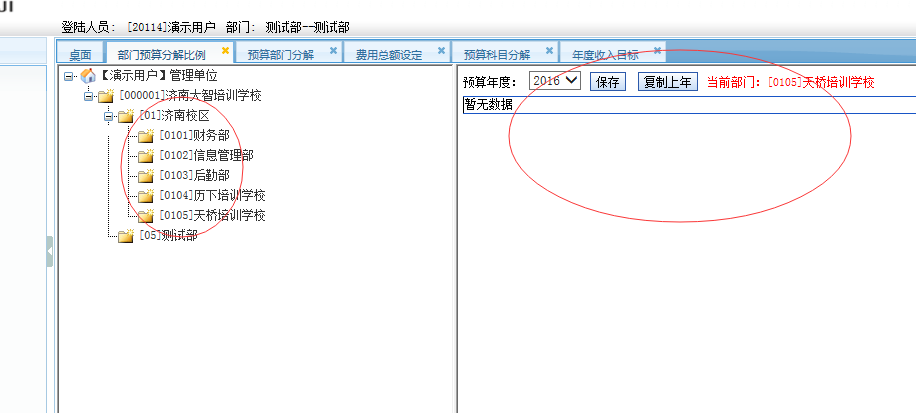 登陆人员: [20114]演示用户 部门: 测试部--测试部
桌面 部门预算分解比例 预算部门分解 费用总额设定 预算科目分解 年度收入目标
【演示用户】管理单位
[000001]济南大智培训学校
[01]济南校区
[0101]财务部
[0102]信息管理部
[0103]后勤部
[0104]历下培训学校
[0105]天桥培训学校
[05]测试部
预算年度: 2016 保存 复制上年 当前部门: [0105]天桥培训学校
暂无数据